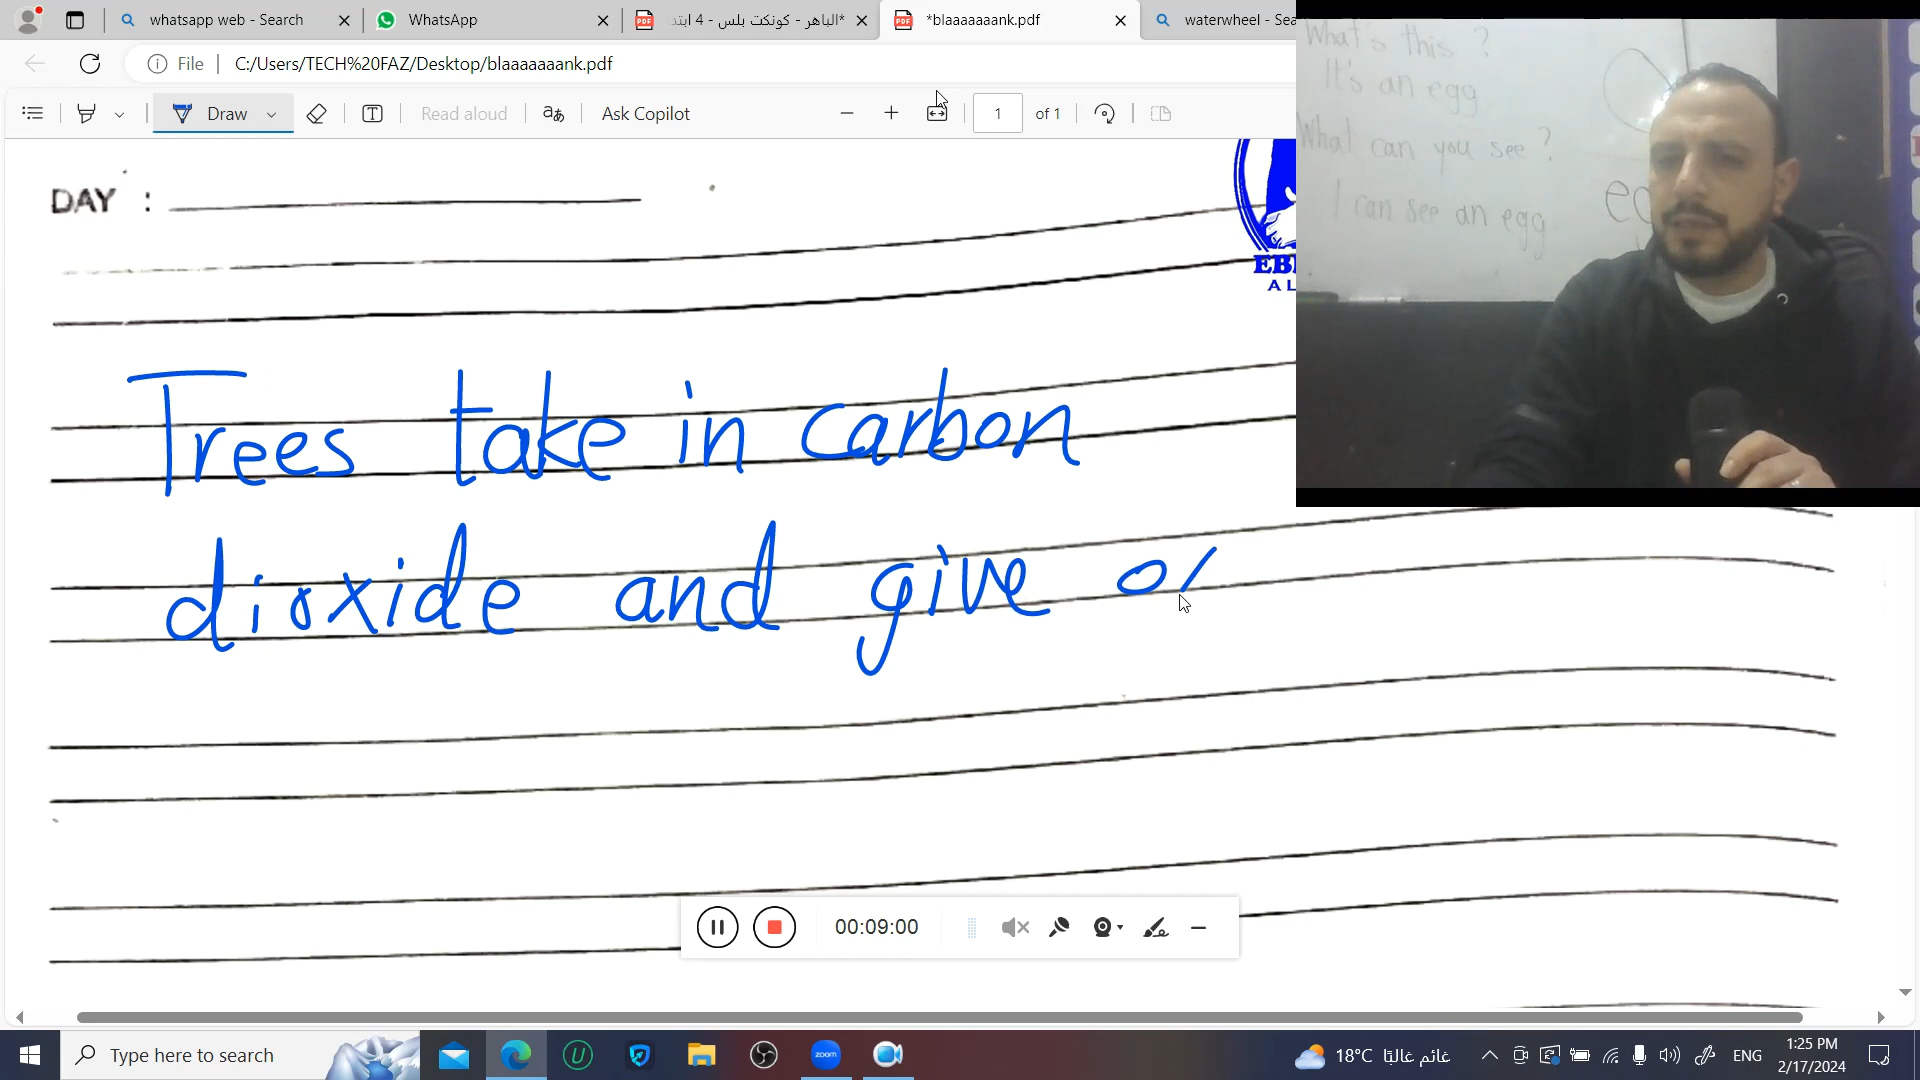 whatsapp web - Search
WhatsApp
*الباهر - كونكت بلس - 4 ابتد
*blaaaaaaank.pdf
waterwheel - Sea
File
C:/Users/TECH%20FAZ/Desktop/blaaaaaaank.pdf
Draw
Read aloud
Ask Copilot
1
of 1
What's this ?
It's an egg
What can you see ?
I can see an egg
DAY :
Trees take in carbon
dioxide and give
00:09:00
Type here to search
zoom
18°C غائم غالبًا
ENG
1:25 PM
2/17/2024